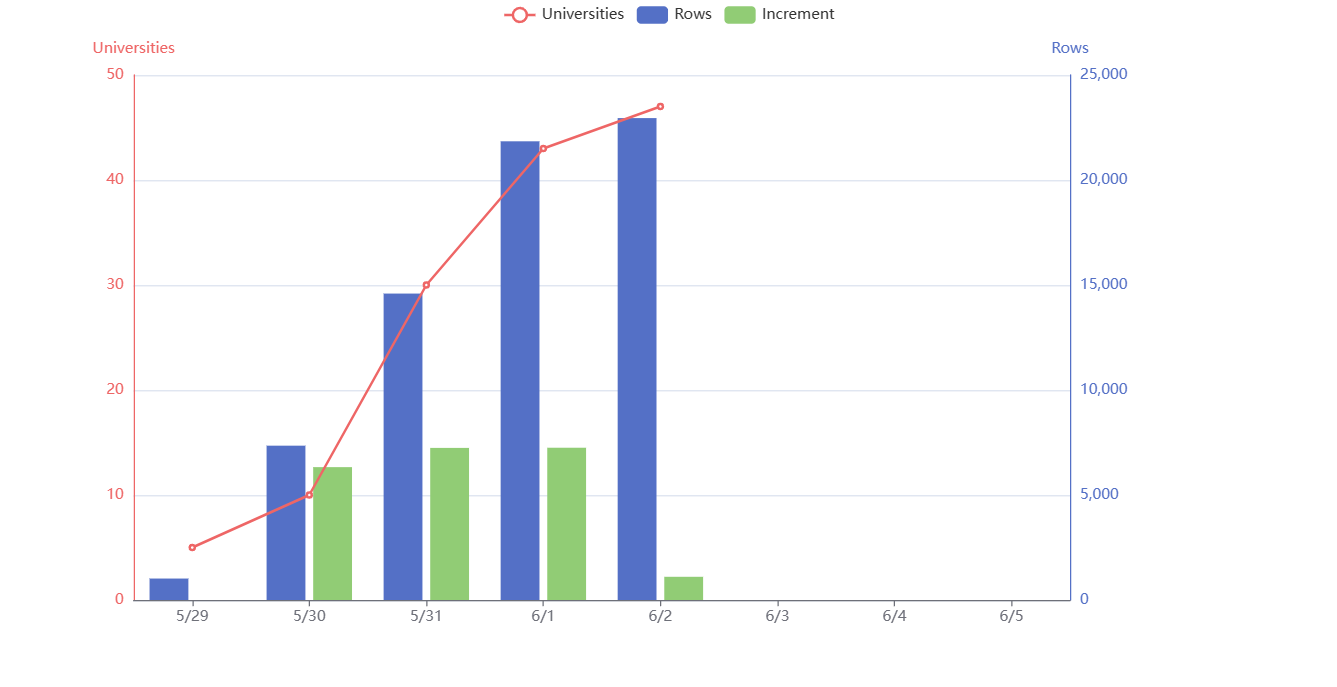 Universities Rows Increment
Universities Rows
50 25,000
40 20,000
30 15,000
20 10,000
10 5,000
0 0
5/29 5/30 5/31 6/1 6/2 6/3 6/4 6/5